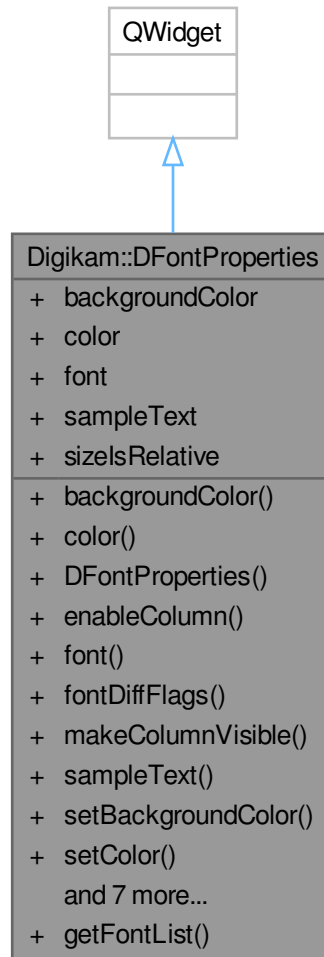 QWidget
Digikam::DFontProperties
+ backgroundColor
+ color
+ font
+ sampleText
+ sizeIsRelative
+ backgroundColor()
+ color()
+ DFontProperties()
+ enableColumn()
+ font()
+ fontDiffFlags()
+ makeColumnVisible()
+ sampleText()
+ setBackgroundColor()
+ setColor()
and 7 more...
+ getFontList()